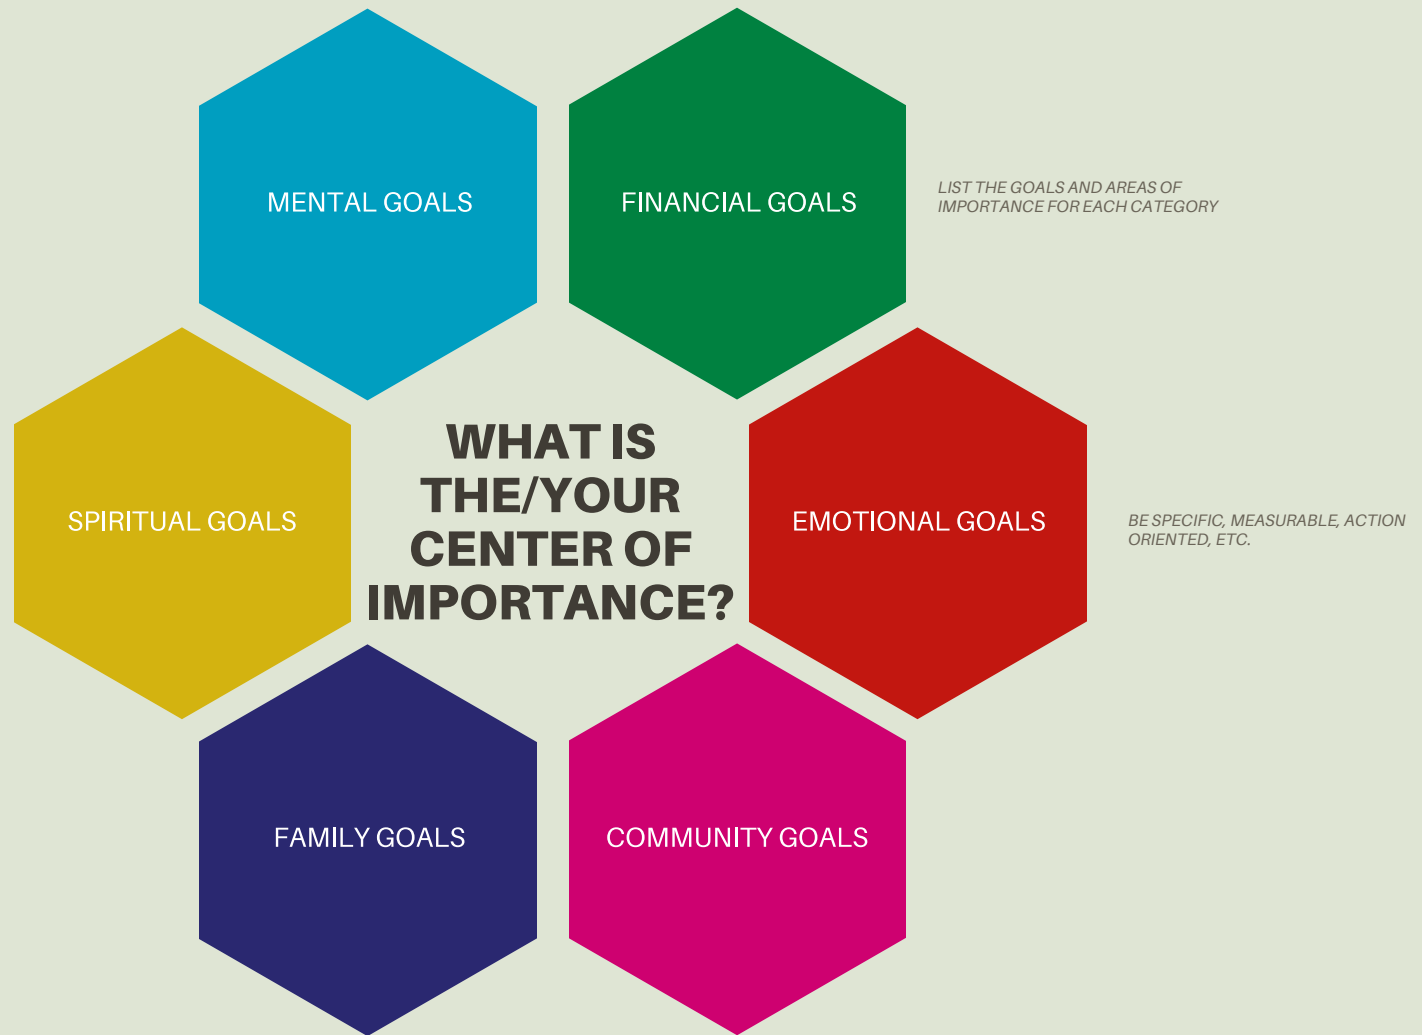 MENTAL GOALS
FINANCIAL GOALS
LIST THE GOALS AND AREAS OF
IMPORTANCE FOR EACH CATEGORY
WHAT IS
THE/YOUR
CENTER OF
IMPORTANCE?
SPIRITUAL GOALS
EMOTIONAL GOALS
BE SPECIFIC, MEASURABLE, ACTION
ORIENTED, ETC.
FAMILY GOALS
COMMUNITY GOALS